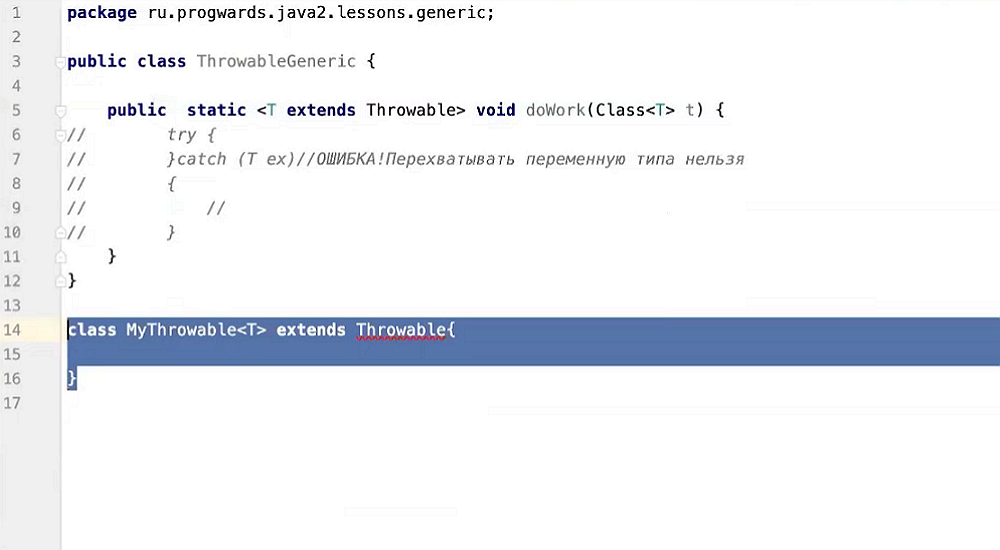 1 package ru.progwards.java2.lessons.generic;
2
3 public class ThrowableGeneric {
4
5 public static <T extends Throwable> void doWork(Class<T> t) {
6 // try {
7 // }catch (T ex)//ОШИБКА!Перехватывать переменную типа нельзя
8 // {
9 // //
10 // }
11 }
12 }
13
14 class MyThrowable<T> extends Throwable{
15
16 }
17